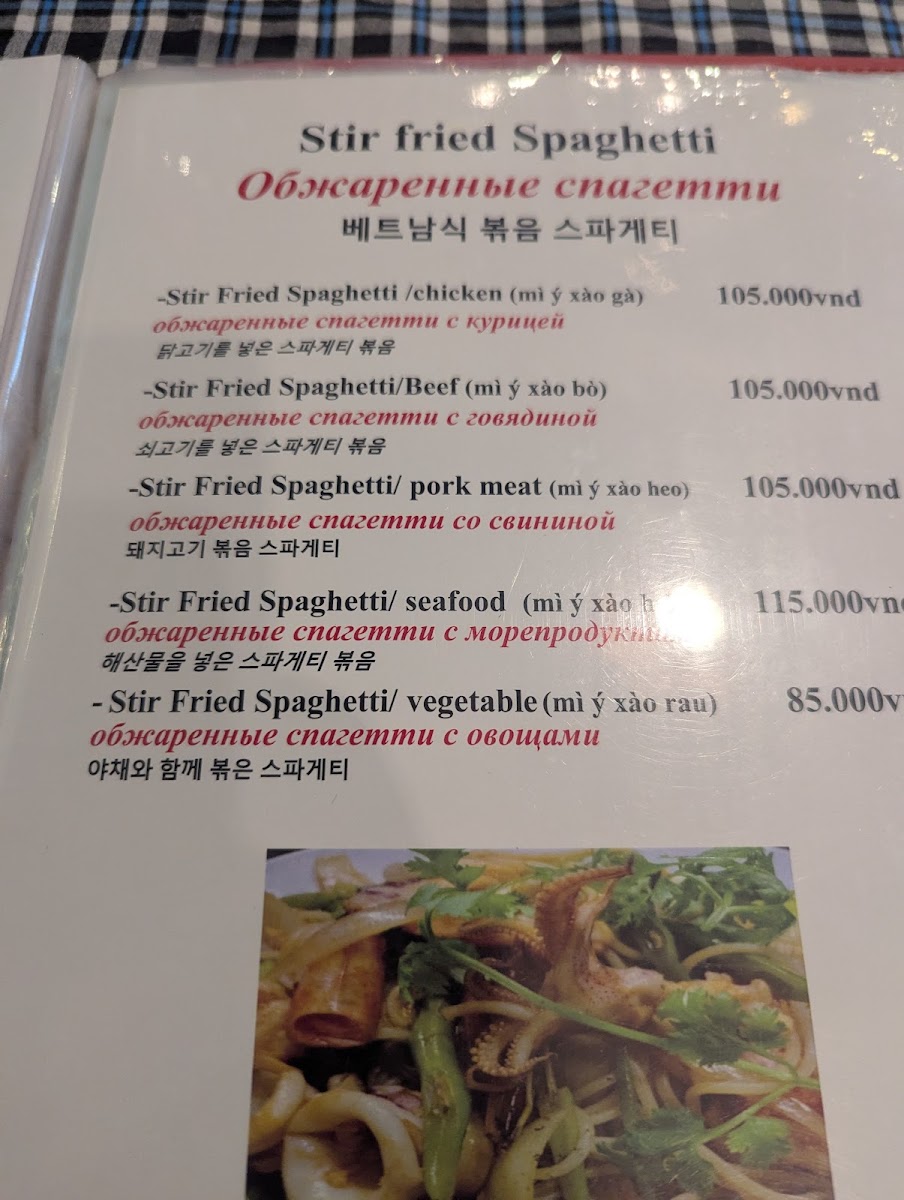 Stir fried Spaghetti
Обжаренные спагетти
베트남식 볶음 스파게티
-Stir Fried Spaghetti /chicken (mì ý xào gà) 105.000vnd
обжаренные спагетти с курицей
닭고기를 넣은 스파게티 볶음
-Stir Fried Spaghetti/Beef (mì ý xào bò) 105.000vnd
обжаренные спагетти с говядиной
쇠고기를 넣은 스파게티 볶음
-Stir Fried Spaghetti/ pork meat (mì ý xào heo) 105.000vnd
обжаренные спагетти со свининой
돼지고기 볶음 스파게티
-Stir Fried Spaghetti/ seafood (mì ý xào 115.000vnd
обжаренные спагетти с морепродуктами
해산물을 넣은 스파게티 볶음
- Stir Fried Spaghetti/ vegetable (mì ý xào rau) 85.000v
обжаренные спагетти с овощами
야채와 함께 볶은 스파게티